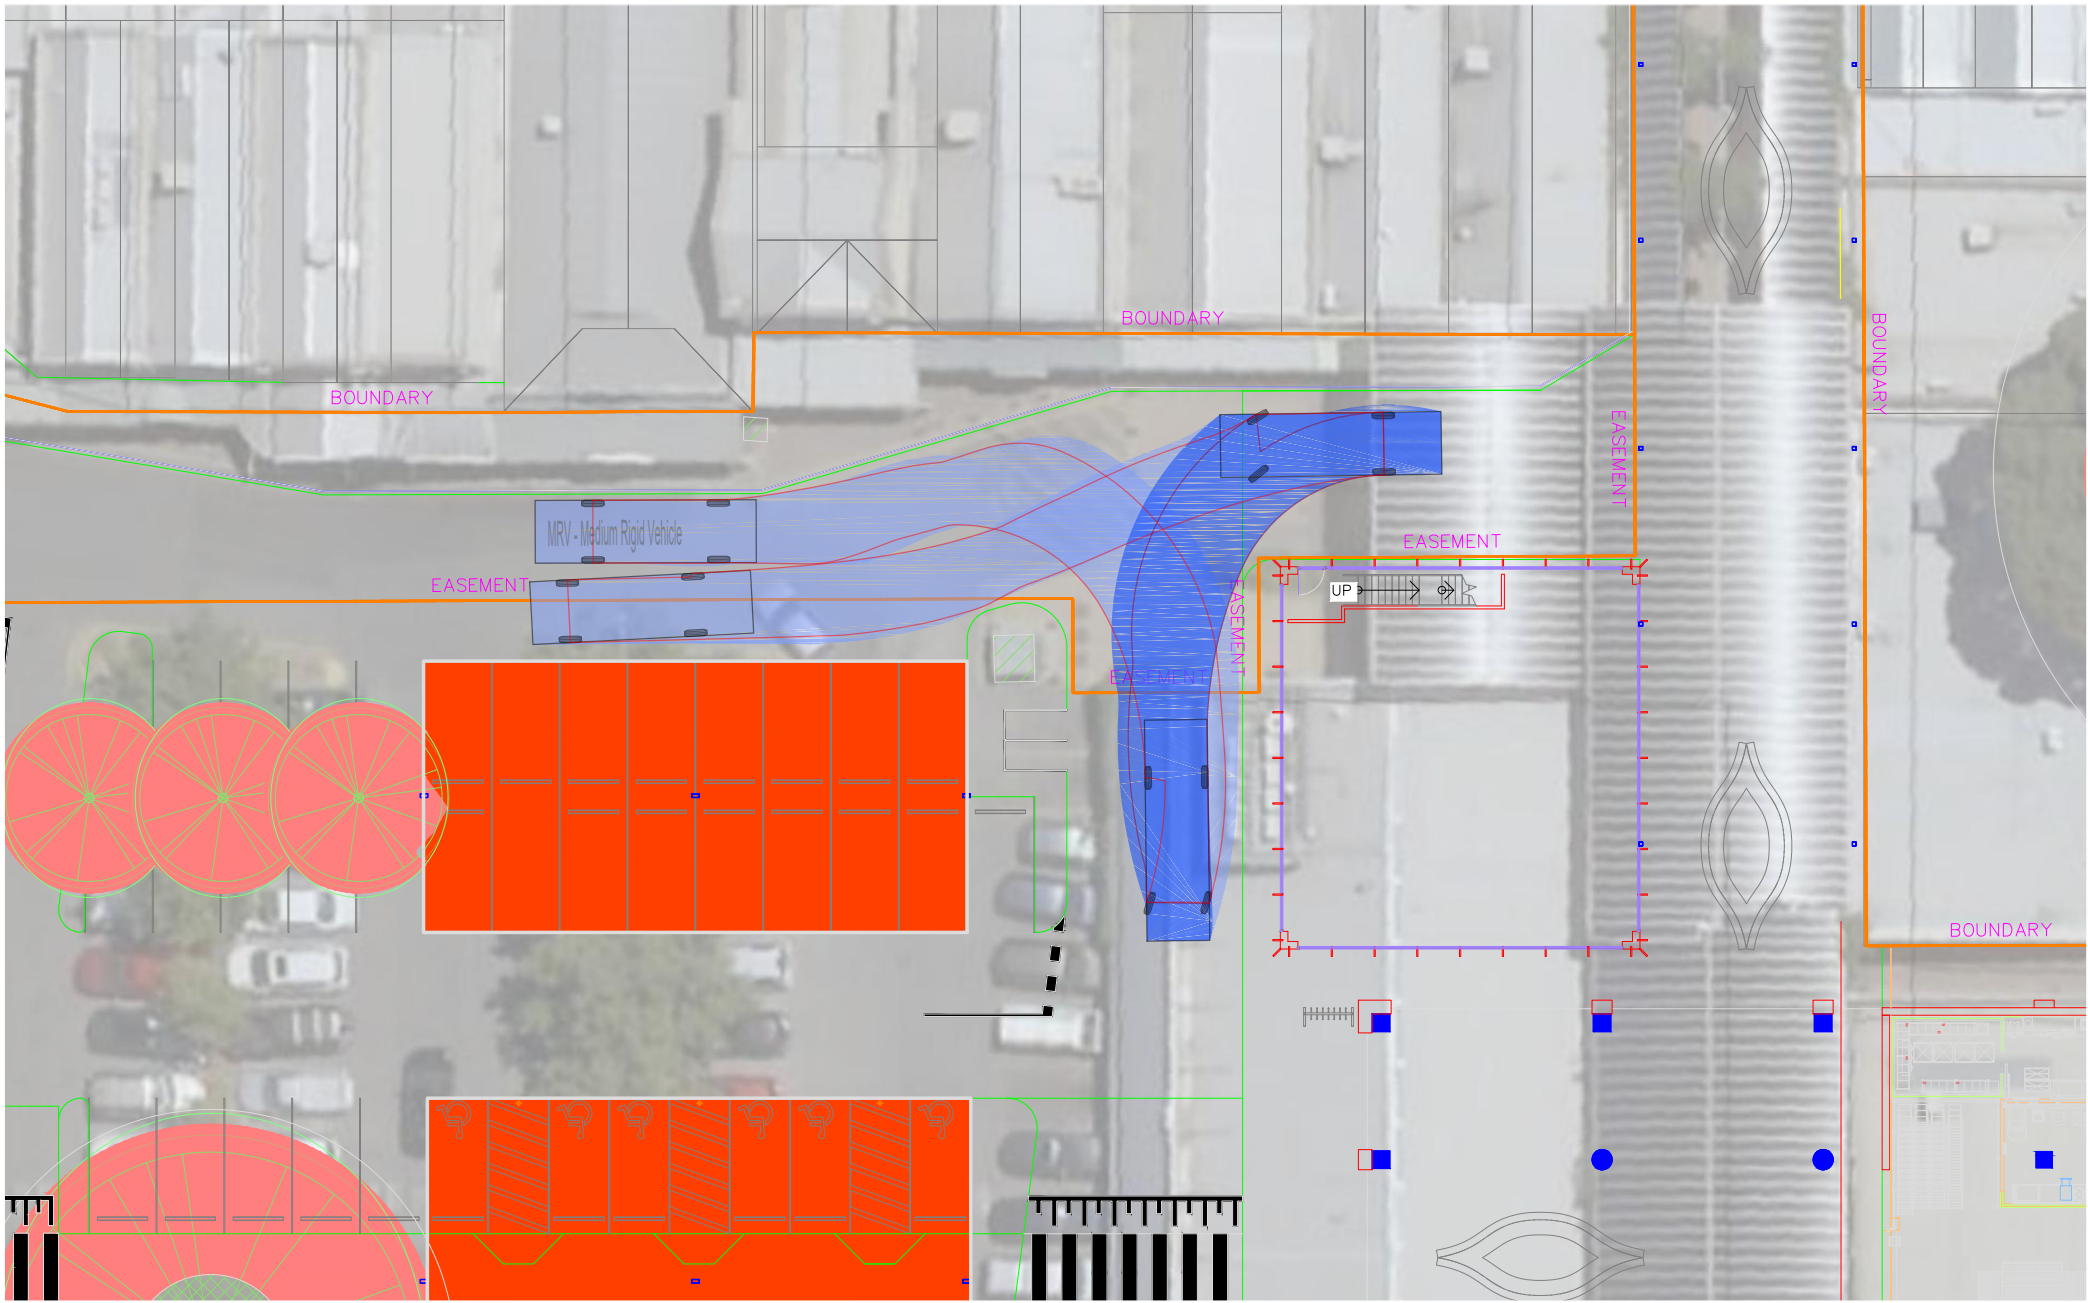 BOUNDARY
BOUNDARY
BOUNDARY
EASEMENT
MRV - Medium Rigid Vehicle
EASEMENT
EASEMENT
UP
EASEMENT
EASEMENT
BOUNDARY